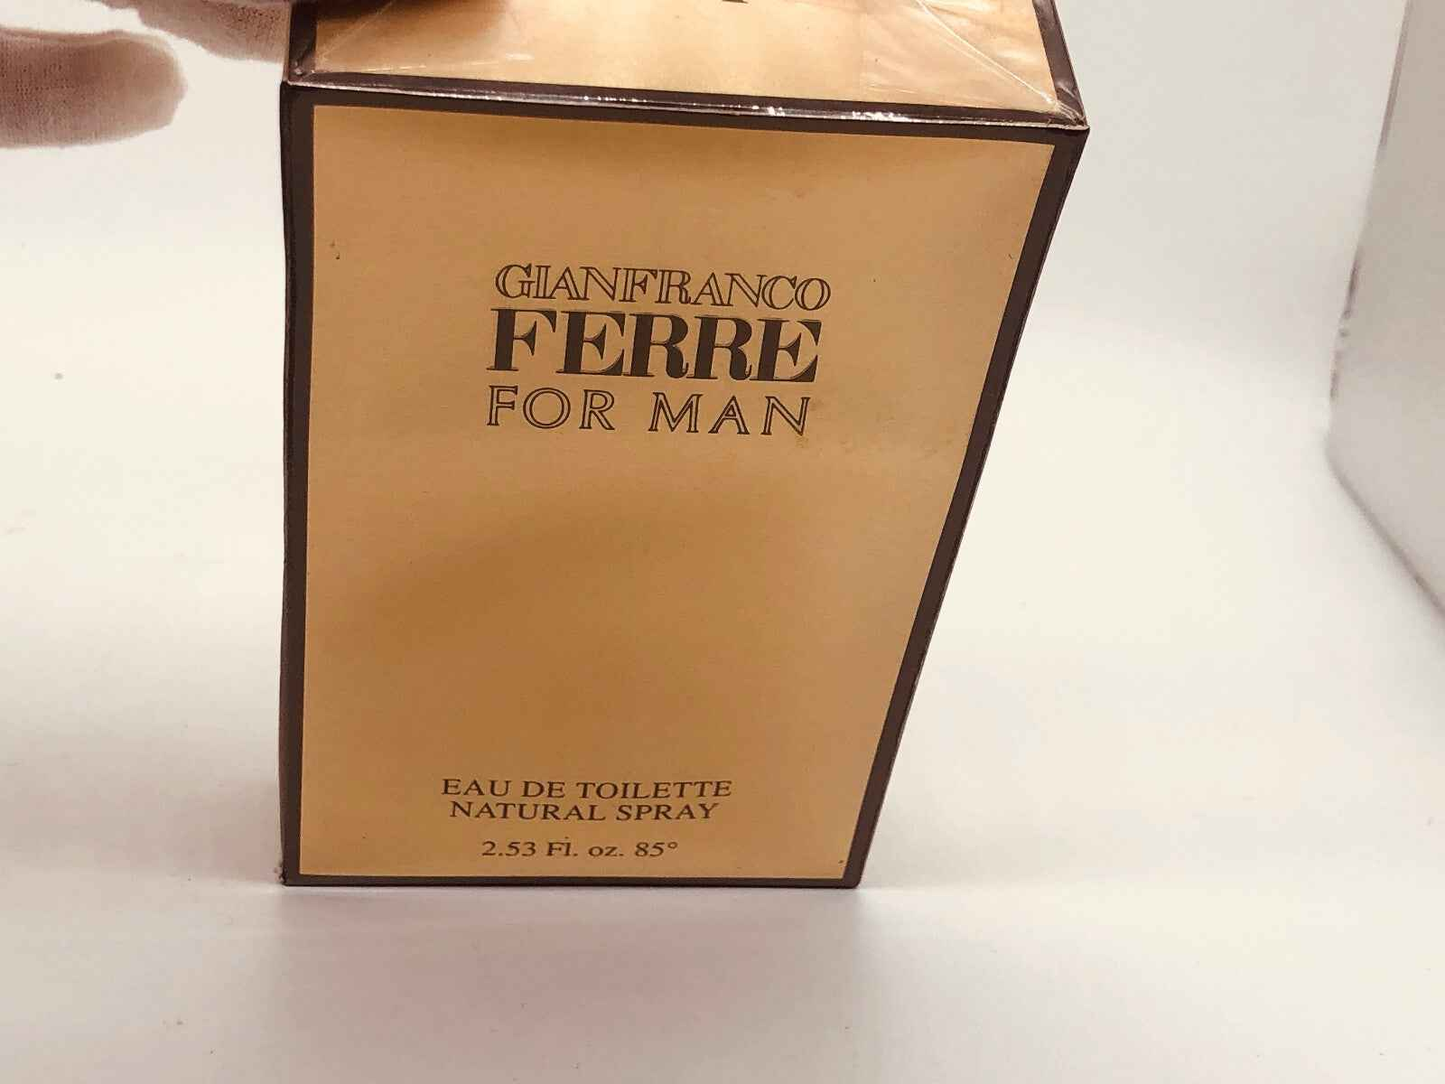 GIANFRANCO
FERRE
FOR MAN
EAU DE TOILETTE
NATURAL SPRAY
2.53 Fl. oz. 85°